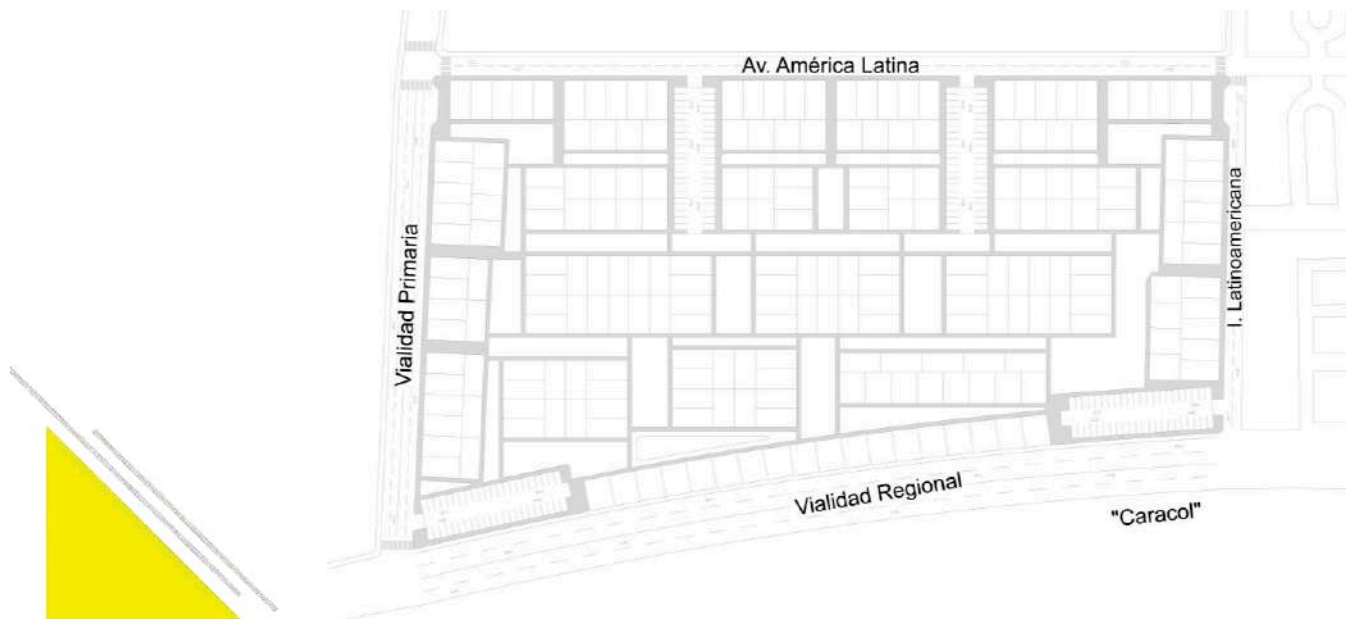 Av. América Latina
Vialidad Primaria
I. Latinoamericana
Vialidad Regional
"Caracol"